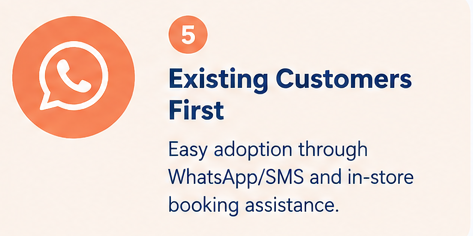 5
Existing Customers
First
Easy adoption through
WhatsApp/SMS and in-store
booking assistance.